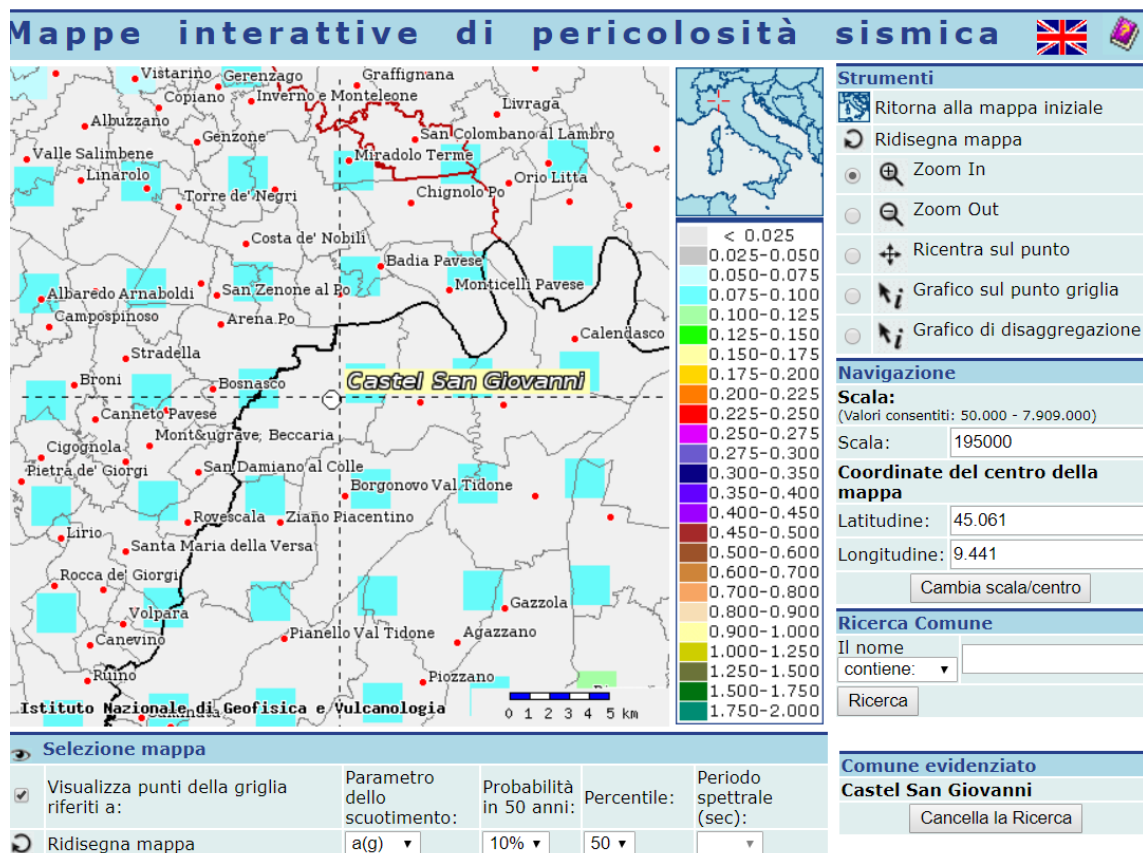 Mappe interattive di pericolosità sismica
Vistarino
Gerenzago
Graffignana
Copiano
Inverno e Monteleone
Livraga
Albuzzano
Genzone
San Colombano al Lambro
Valle Salimbene
Miradolo Terme
Linarolo
Orio Litta
Torre de' Negri
Chignolo Po
Costa de' Nobili
Badia Pavese
Albaredo Arnaboldi
San Zenone al Po
Monticelli Pavese
Campospinoso
Arena Po
Calendasco
Stradella
Broni
Bosnasco
Castel San Giovanni
Canneto Pavese
Mont&ugrave; Beccaria
Cigognola
Pietra de' Giorgi
San Damiano al Colle
Borgonovo Val Tidone
Rovescala
Ziano Piacentino
Lirio
Santa Maria della Versa
Rocca de' Giorgi
Gazzola
Volpara
Canevino
Pianello Val Tidone
Agazzano
Ruino
Piozzano
Istituto Nazionale di Geofisica e Vulcanologia
0 1 2 3 4 5 km
< 0.025
0.025-0.050
0.050-0.075
0.075-0.100
0.100-0.125
0.125-0.150
0.150-0.175
0.175-0.200
0.200-0.225
0.225-0.250
0.250-0.275
0.275-0.300
0.300-0.350
0.350-0.400
0.400-0.450
0.450-0.500
0.500-0.600
0.600-0.700
0.700-0.800
0.800-0.900
0.900-1.000
1.000-1.250
1.250-1.500
1.500-1.750
1.750-2.000
Strumenti
Ritorna alla mappa iniziale
Ridisegna mappa
Zoom In
Zoom Out
Ricentra sul punto
Grafico sul punto griglia
Grafico di disaggregazione
Navigazione
Scala:
(Valori consentiti: 50.000 - 7.909.000)
Scala: 195000
Coordinate del centro della
mappa
Latitudine: 45.061
Longitudine: 9.441
Cambia scala/centro
Ricerca Comune
Il nome
contiene:
Ricerca
Comune evidenziato
Castel San Giovanni
Cancella la Ricerca
Selezione mappa
Visualizza punti della griglia
riferiti a:
Parametro
dello
scuotimento:
Probabilità
in 50 anni:
Percentile:
Periodo
spettrale
(sec):
Ridisegna mappa
a(g)
10%
50